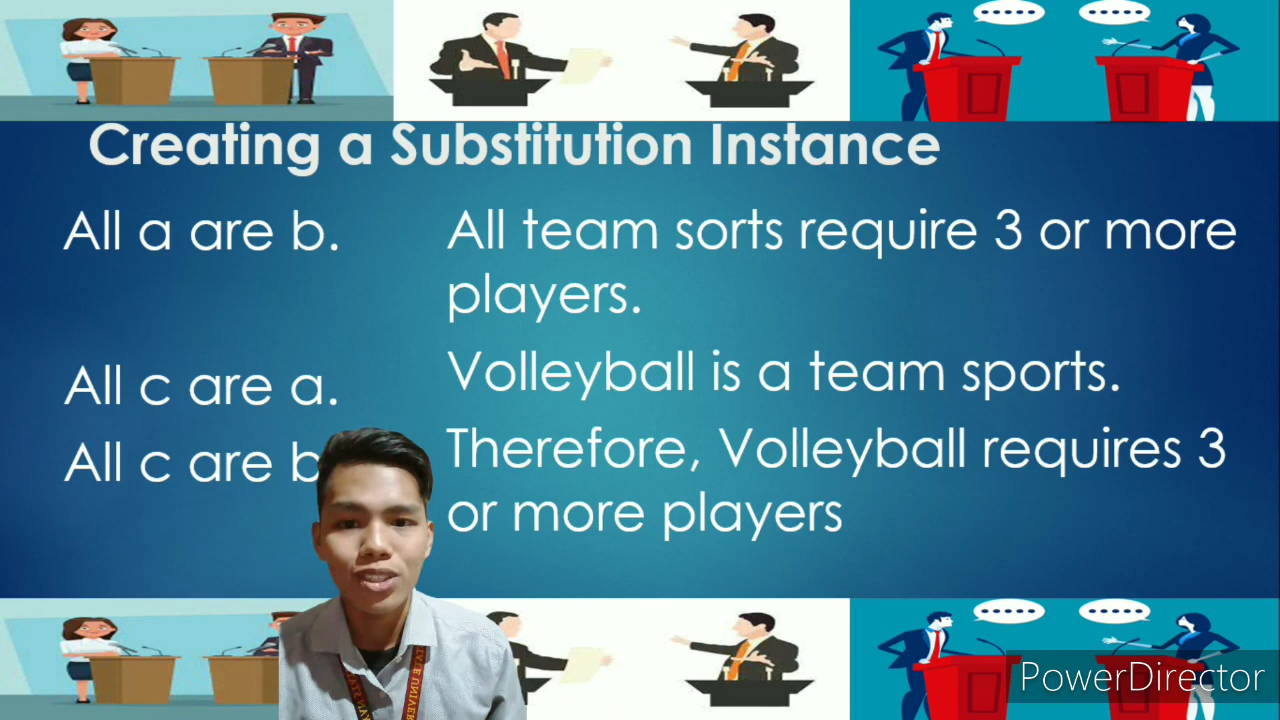 Creating a Substitution Instance
All a are b.
All team sorts require 3 or more
players.
All c are a.
Volleyball is a team sports.
All c are b
Therefore, Volleyball requires 3
or more players
PowerDirector